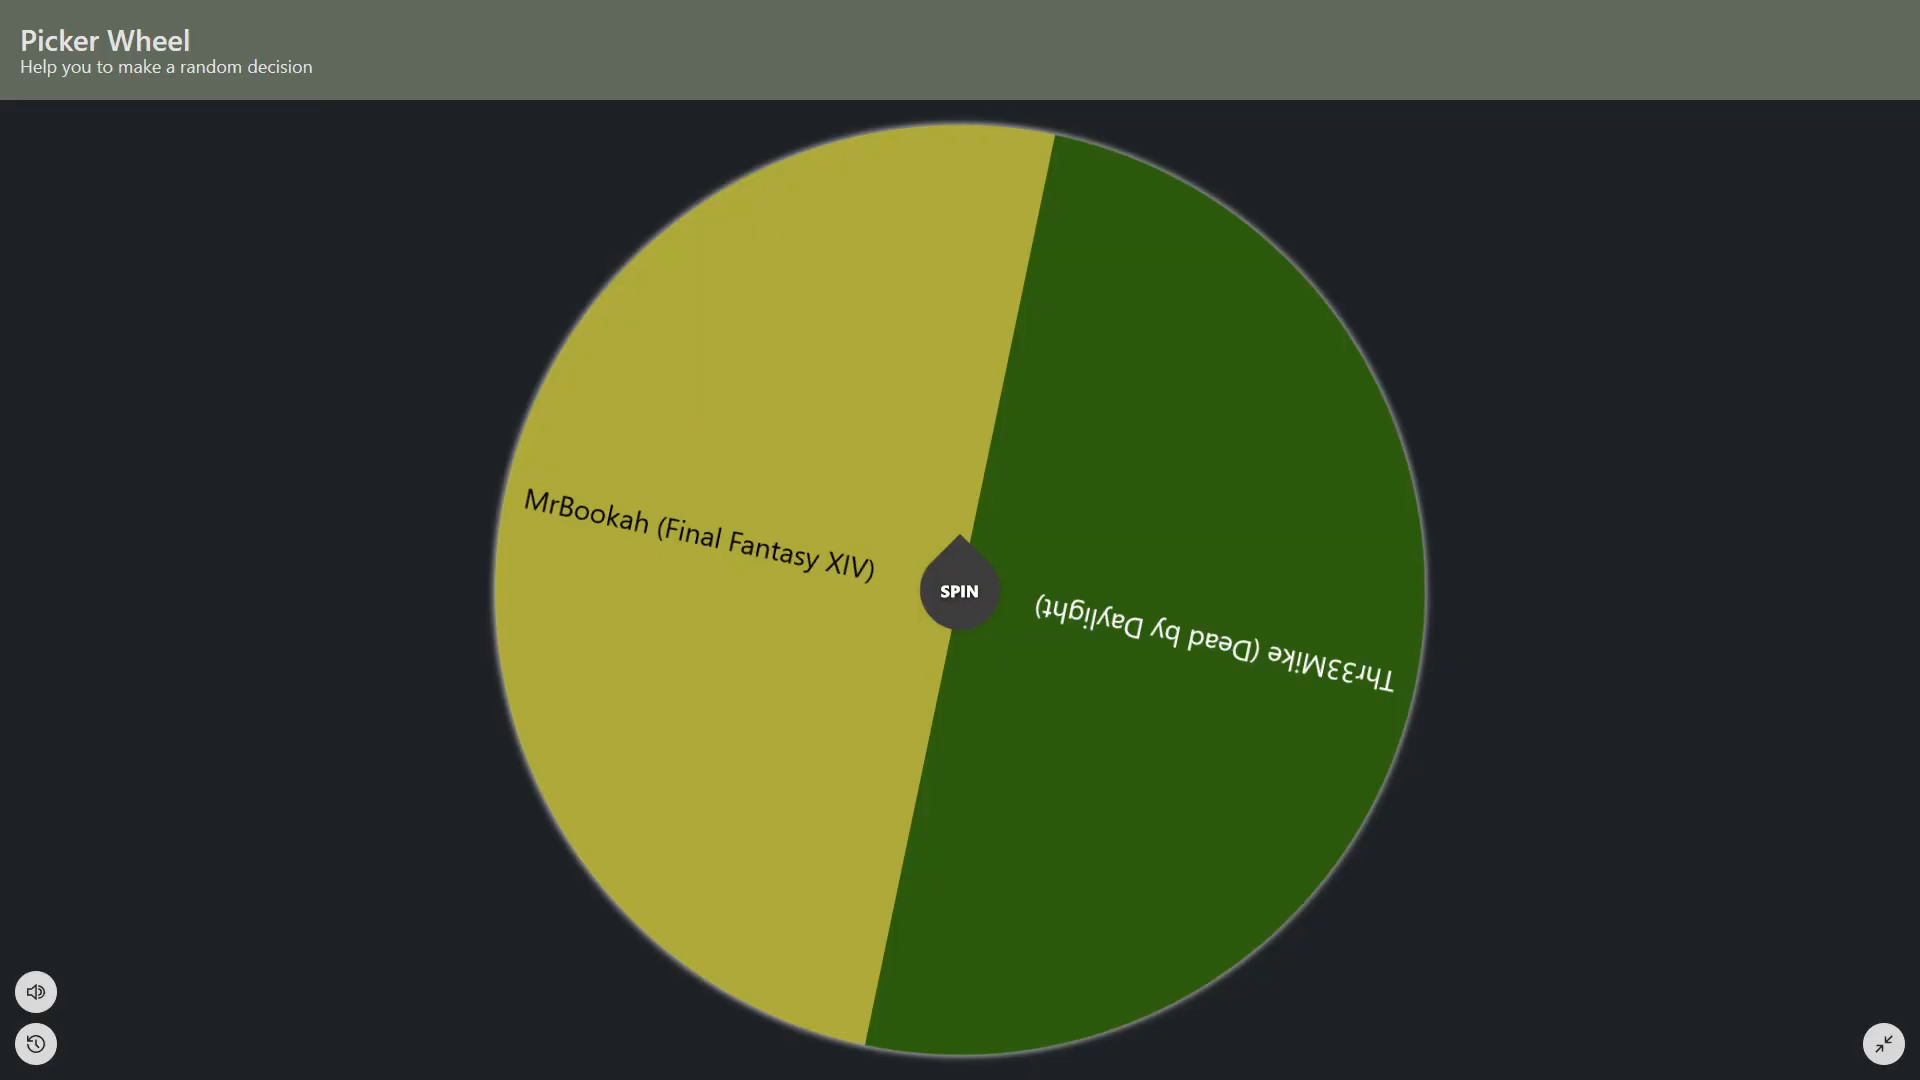 Picker Wheel
Help you to make a random decision
MrBookah (Final Fantasy XIV)
SPIN
Thr33Mike (Dead by Daylight)